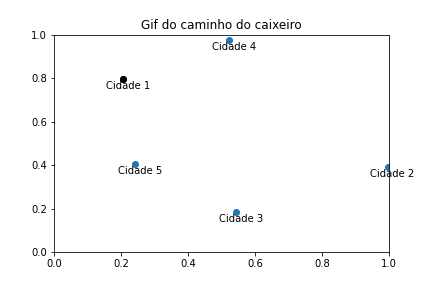 Gif do caminho do caixeiro
1.0
Cidade 4
0.8
Cidade 1
0.6
0.4
Cidade 5
Cidade 2
0.2
Cidade 3
0.0
0.0 0.2 0.4 0.6 0.8 1.0